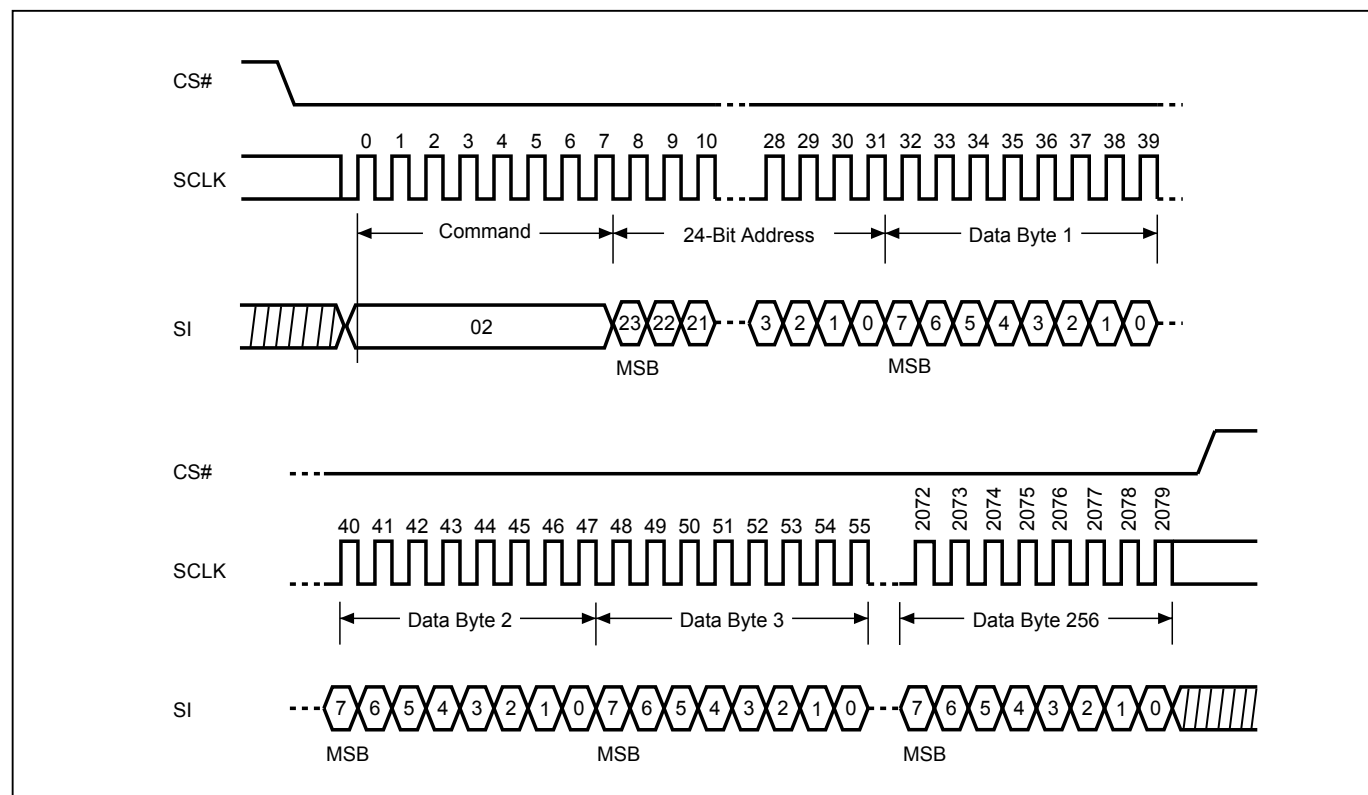 CS#
0 1 2 3 4 5 6 7 8 9 10 28 29 30 31 32 33 34 35 36 37 38 39
SCLK
Command 24-Bit Address Data Byte 1
SI 02 23 22 21 3 2 1 0 7 6 5 4 3 2 1 0
MSB MSB
CS#
40 41 42 43 44 45 46 47 48 49 50 51 52 53 54 55 2072 2073 2074 2075 2076 2077 2078 2079
SCLK
Data Byte 2 Data Byte 3 Data Byte 256
SI 7 6 5 4 3 2 1 0 7 6 5 4 3 2 1 0 7 6 5 4 3 2 1 0
MSB MSB MSB